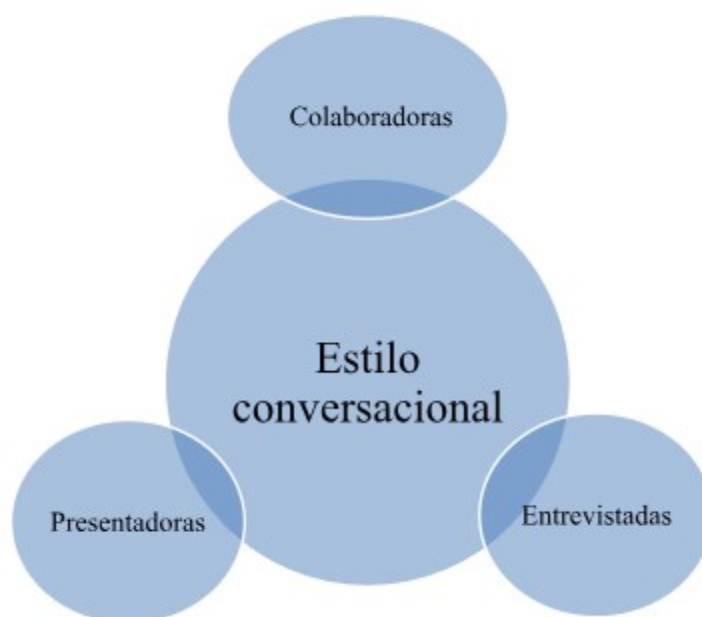 Colaboradoras
Estilo
conversacional
Presentadoras
Entrevistadas